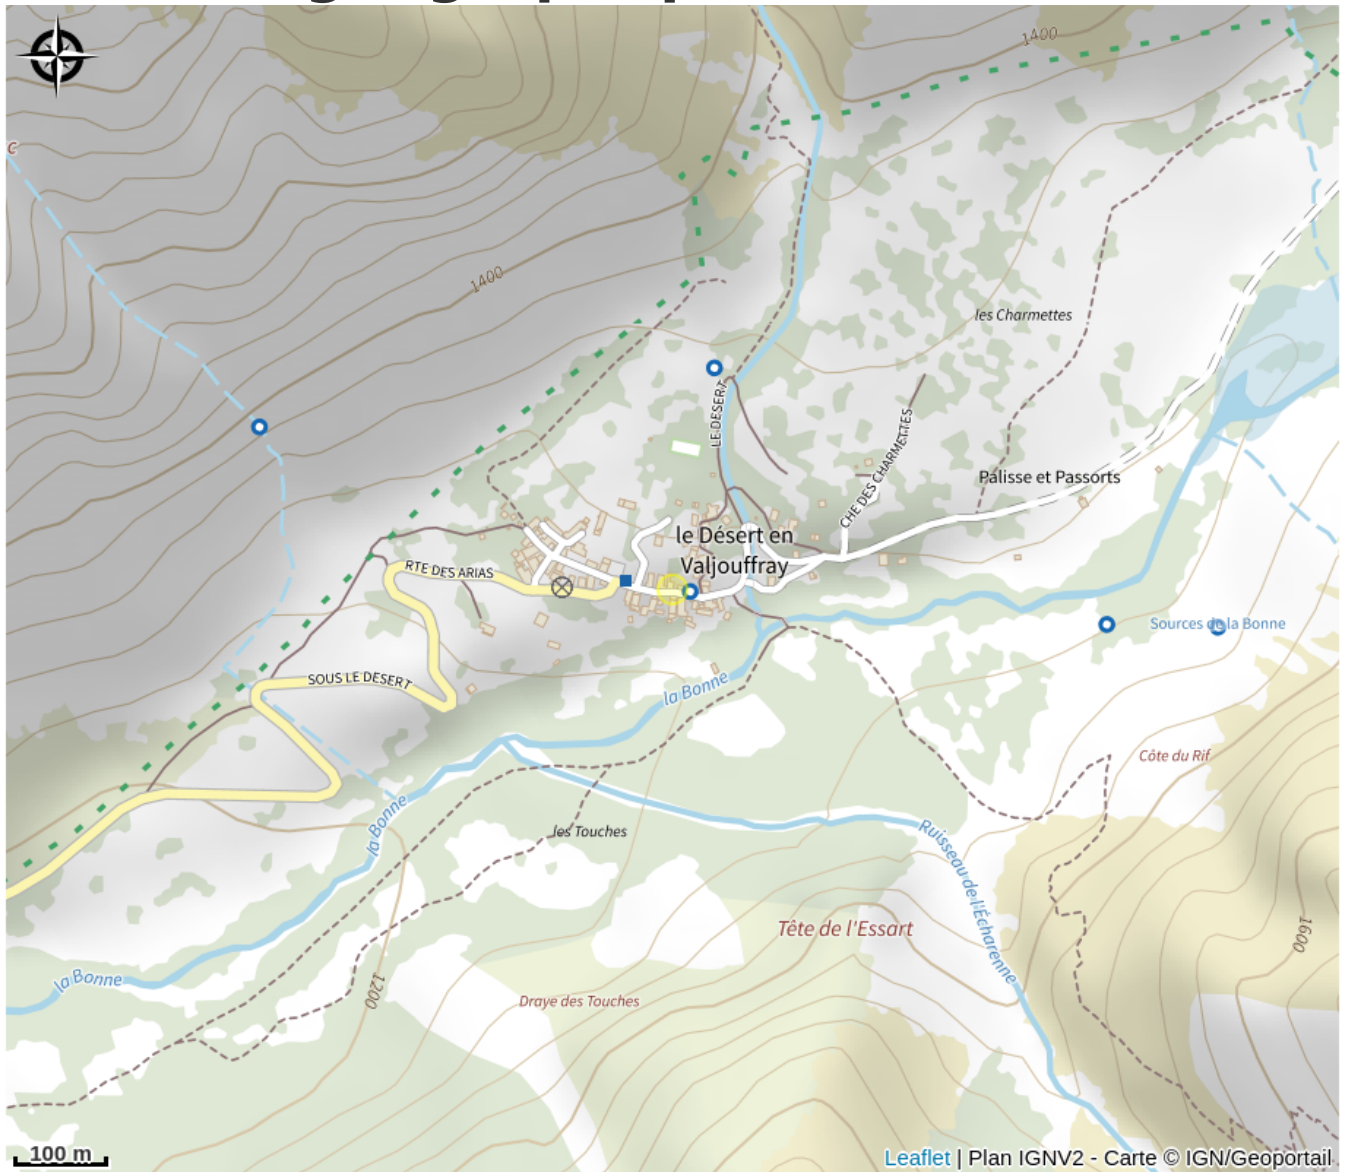 1400
C
1400
les Charmettes
LE DESERT
CHE DES CHARMETTES
Palisse et Passorts
le Désert en
Valjouffray
RTE DES ARIAS
Sources de la Bonne
SOUS LE DESERT
la Bonne
Côte du Rif
la Bonne
les Touches
Ruisseau de l'Écharenne
Tête de l'Essart
1600
la Bonne
1200
Draye des Touches
100 m
Leaflet | Plan IGNV2 - Carte © IGN/Geoportail